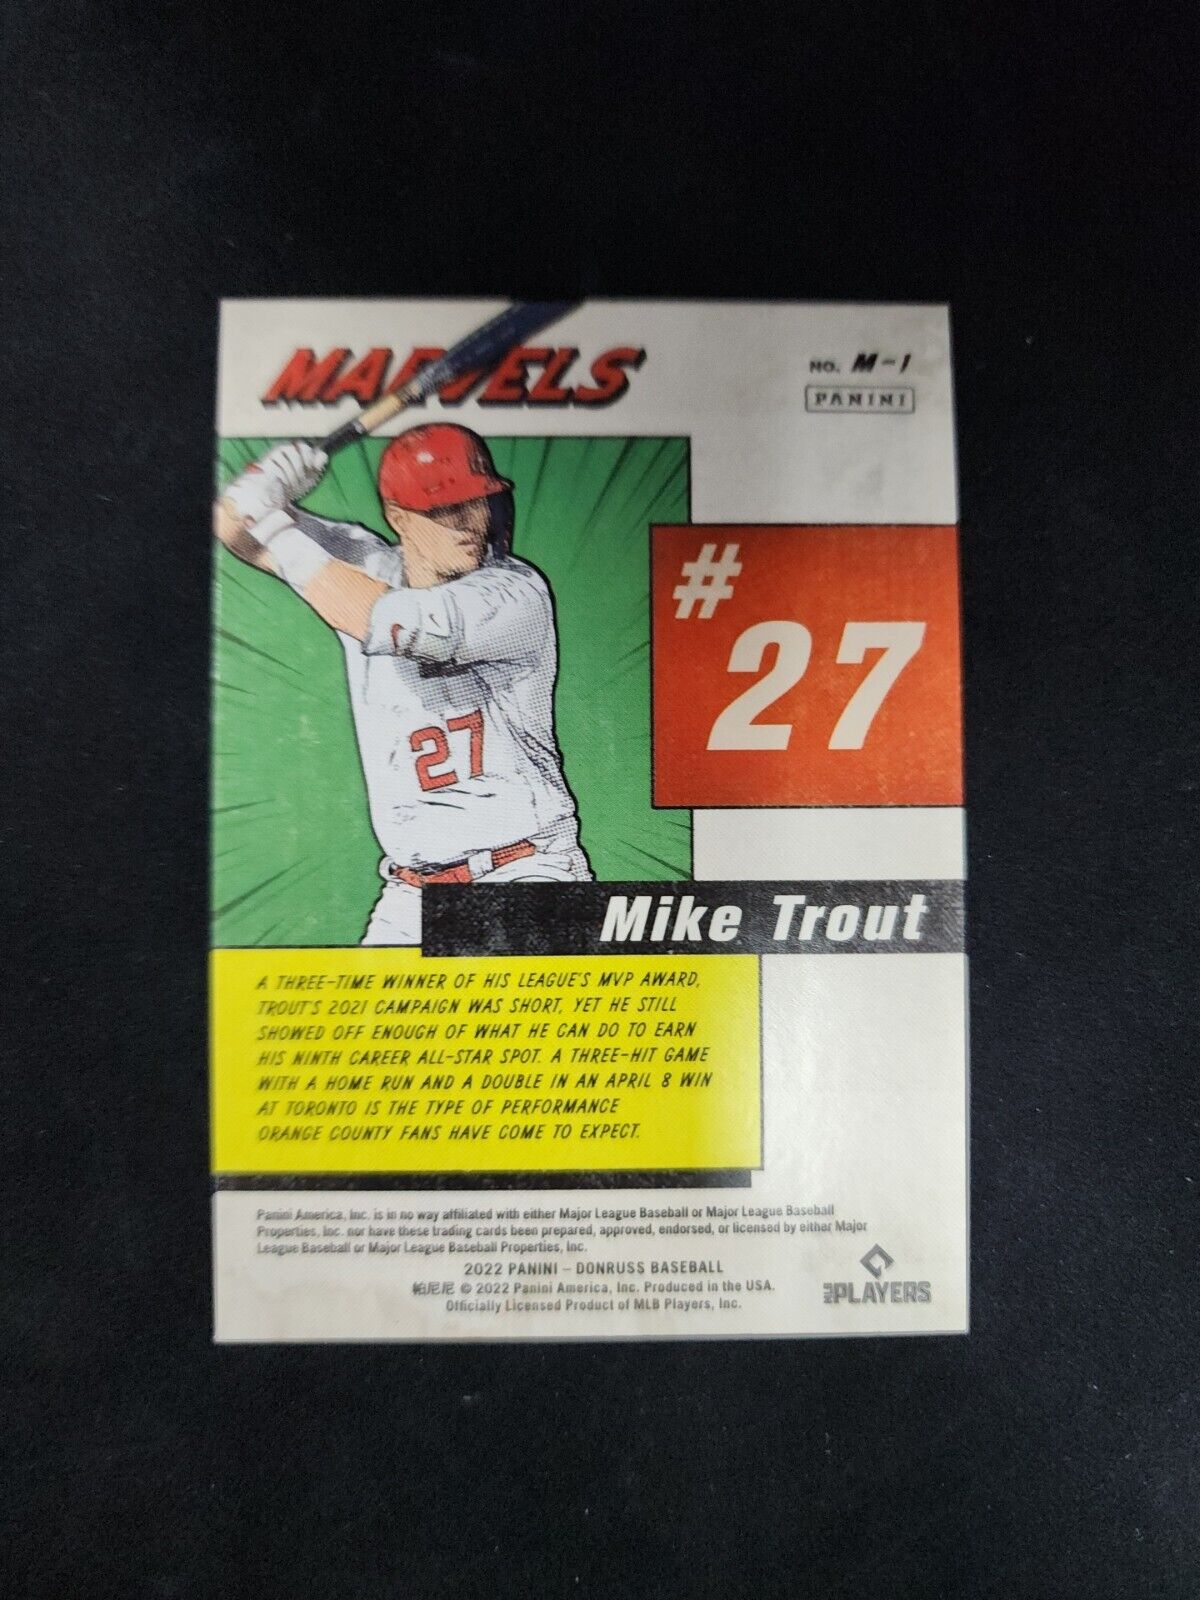 MARVELS
NO. M-1
PANINI
#
27
27
Mike Trout
A THREE-TIME WINNER OF HIS LEAGUE'S MVP AWARD,
TROUT'S 2021 CAMPAIGN WAS SHORT, YET HE STILL
SHOWED OFF ENOUGH OF WHAT HE CAN DO TO EARN
HIS NINTH CAREER ALL-STAR SPOT. A THREE-HIT GAME
WITH A HOME RUN AND A DOUBLE IN AN APRIL 8 WIN
AT TORONTO IS THE TYPE OF PERFORMANCE
ORANGE COUNTY FANS HAVE COME TO EXPECT.
Panini America, Inc. is in no way affiliated with either Major League Baseball or Major League Baseball
Properties, Inc. nor have these trading cards been prepared, approved, endorsed, or licensed by either Major
League Baseball or Major League Baseball Properties, Inc.
2022 PANINI – DONRUSS BASEBALL
帕尼尼 © 2022 Panini America, Inc. Produced in the USA.
Officially Licensed Product of MLB Players, Inc.
MLB PLAYERS